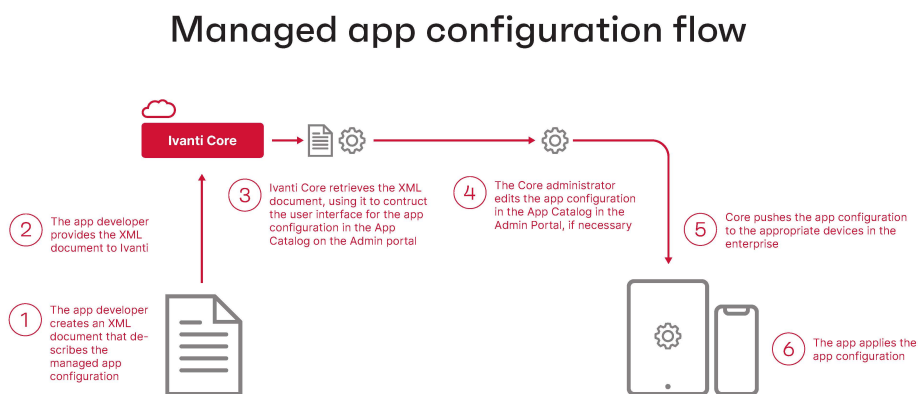 Managed app configuration flow
Ivanti Core
3
Ivanti Core retrieves the XML
document, using it to contruct
the user interface for the app
configuration in the App
Catalog on the Admin portal
4
The Core administrator
edits the app configuration
in the App Catalog in the
Admin Portal, if necessary
2
The app developer
provides the XML
document to Ivanti
5
Core pushes the app configuration
to the appropriate devices in the
enterprise
1
The app developer
creates an XML
document that de-
scribes the
managed app
configuration
6
The app applies the
app configuration